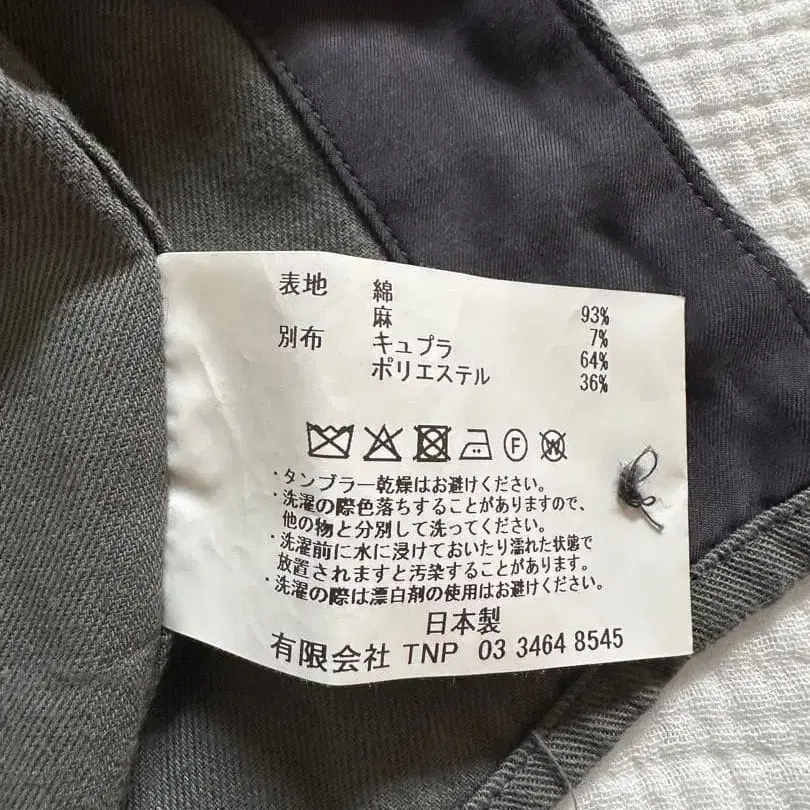 表地 綿 93%
麻 7%
別布 キュプラ 64%
ポリエステル 36%
F W
・タンブラー乾燥はお避けください。
・洗濯の際色落ちすることがありますので、
他の物と分別して洗ってください。
・洗濯前に水に浸けておいたり濡れた状態で
放置されますと汚染することがあります。
・洗濯の際は漂白剤の使用はお避けください。
日本製
有限会社 TNP 03 3464 8545